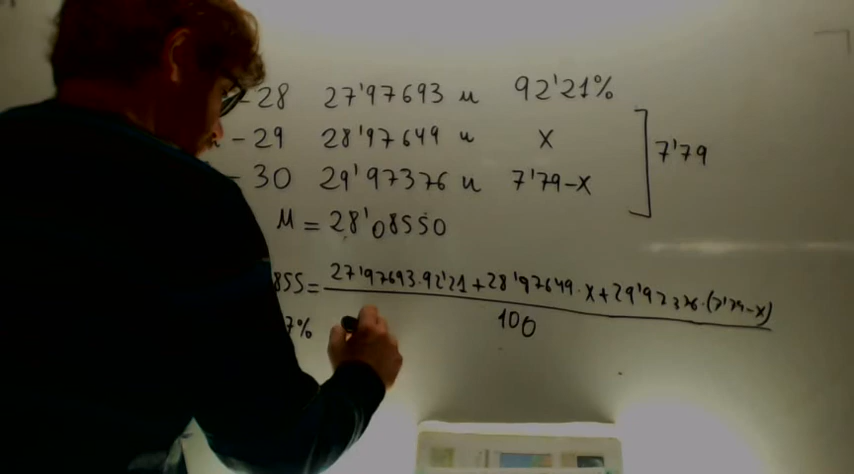 -28 27'97693 u 92'21%
-29 28'97649 u X
- 30 29'97376 u 7'79-X
7'79
M = 28'08550
855= 27'97693·92'21+28'97649·X+29'97376·(7'79-X)
100
7%